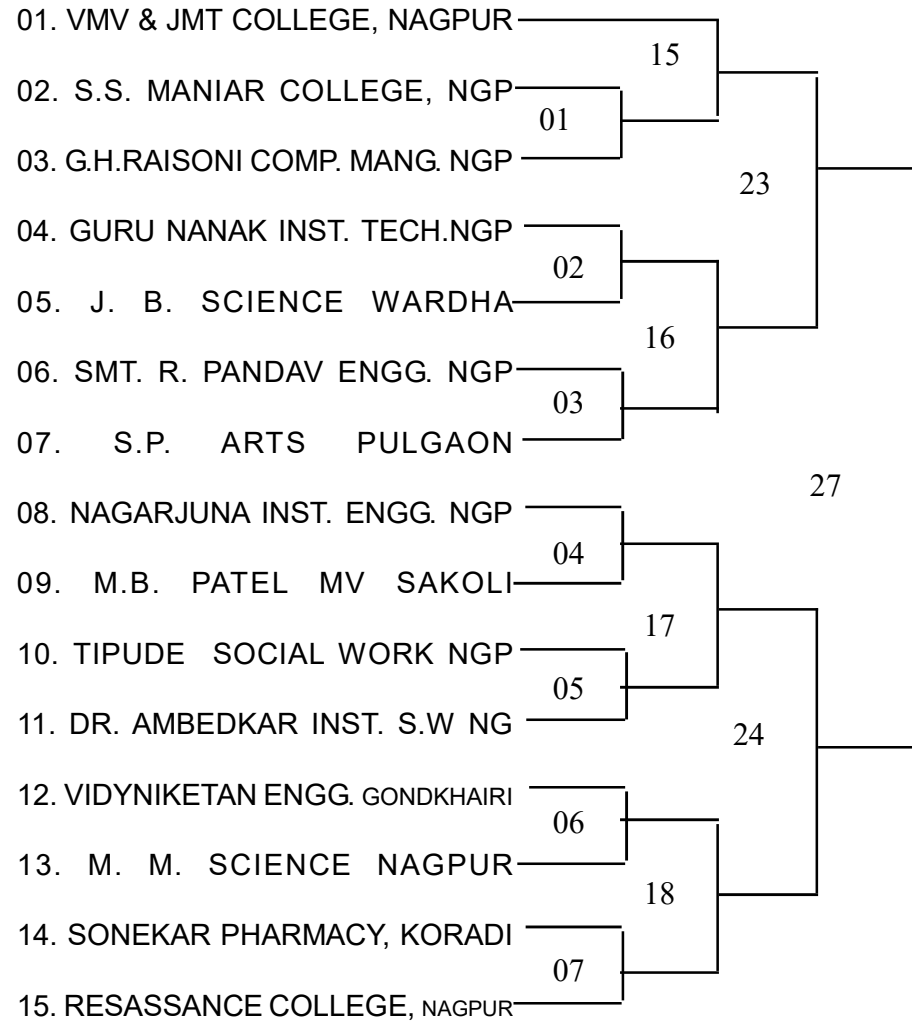 01. VMV & JMT COLLEGE, NAGPUR
15
02. S.S. MANIAR COLLEGE, NGP
01
03. G.H.RAISONI COMP. MANG. NGP
23
04. GURU NANAK INST. TECH.NGP
02
05. J. B. SCIENCE WARDHA
16
06. SMT. R. PANDAV ENGG. NGP
03
07. S.P. ARTS PULGAON
27
08. NAGARJUNA INST. ENGG. NGP
04
09. M.B. PATEL MV SAKOLI
17
10. TIPUDE SOCIAL WORK NGP
05
11. DR. AMBEDKAR INST. S.W NG
24
12. VIDYNIKETAN ENGG. GONDKHAIRI
06
13. M. M. SCIENCE NAGPUR
18
14. SONEKAR PHARMACY, KORADI
07
15. RESASSANCE COLLEGE, NAGPUR